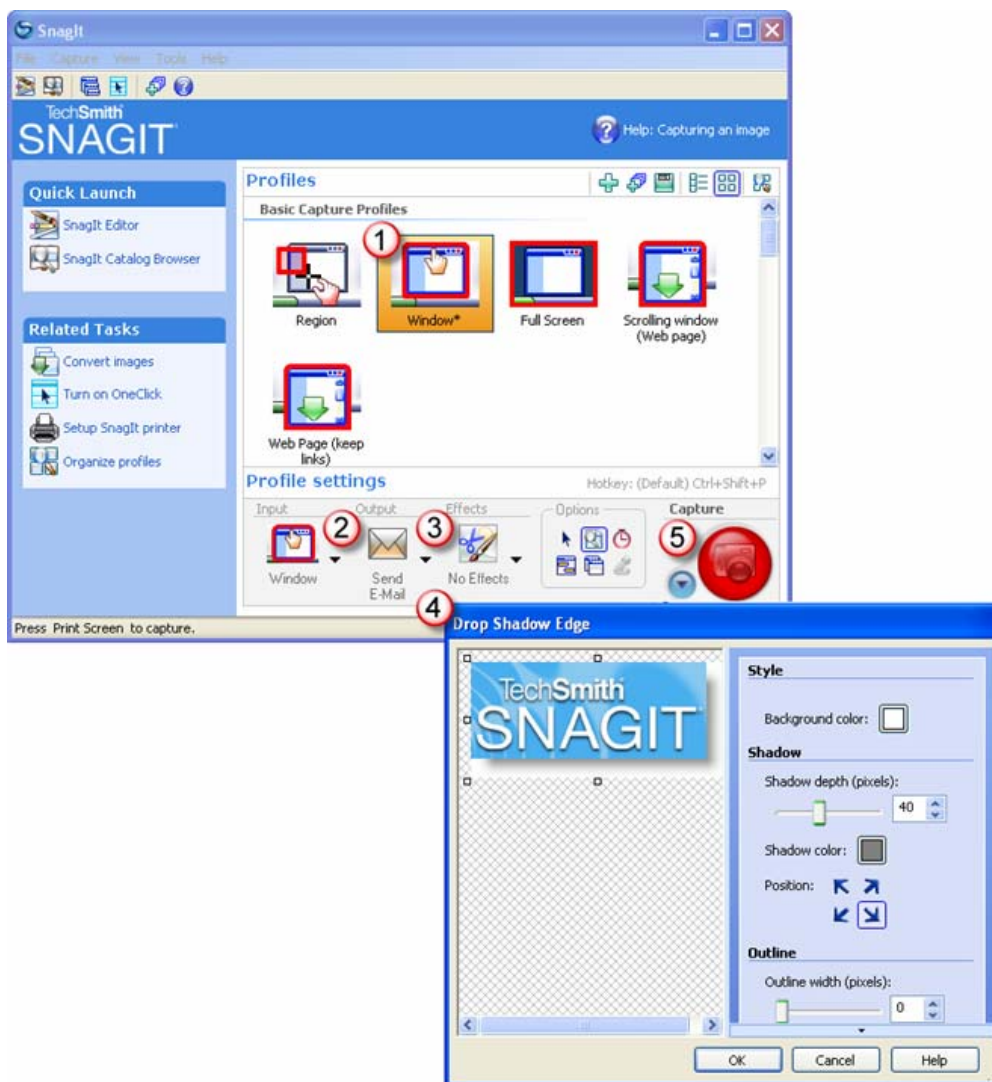 SnagIt
File Capture View Tools Help
TechSmith
SNAGIT
Help: Capturing an image
Quick Launch
SnagIt Editor
SnagIt Catalog Browser
Related Tasks
Convert images
Turn on OneClick
Setup SnagIt printer
Organize profiles
Profiles
Basic Capture Profiles
1
Region
Window*
Full Screen
Scrolling window
(Web page)
Web Page (keep
links)
Profile settings
Hotkey: (Default) Ctrl+Shift+P
Input
Output
Effects
Options
Capture
2
3
5
Window
Send
E-Mail
No Effects
4
Press Print Screen to capture.
Drop Shadow Edge
TechSmith
SNAGIT
Style
Background color:
Shadow
Shadow depth (pixels):
40
Shadow color:
Position:
Outline
Outline width (pixels):
0
OK
Cancel
Help